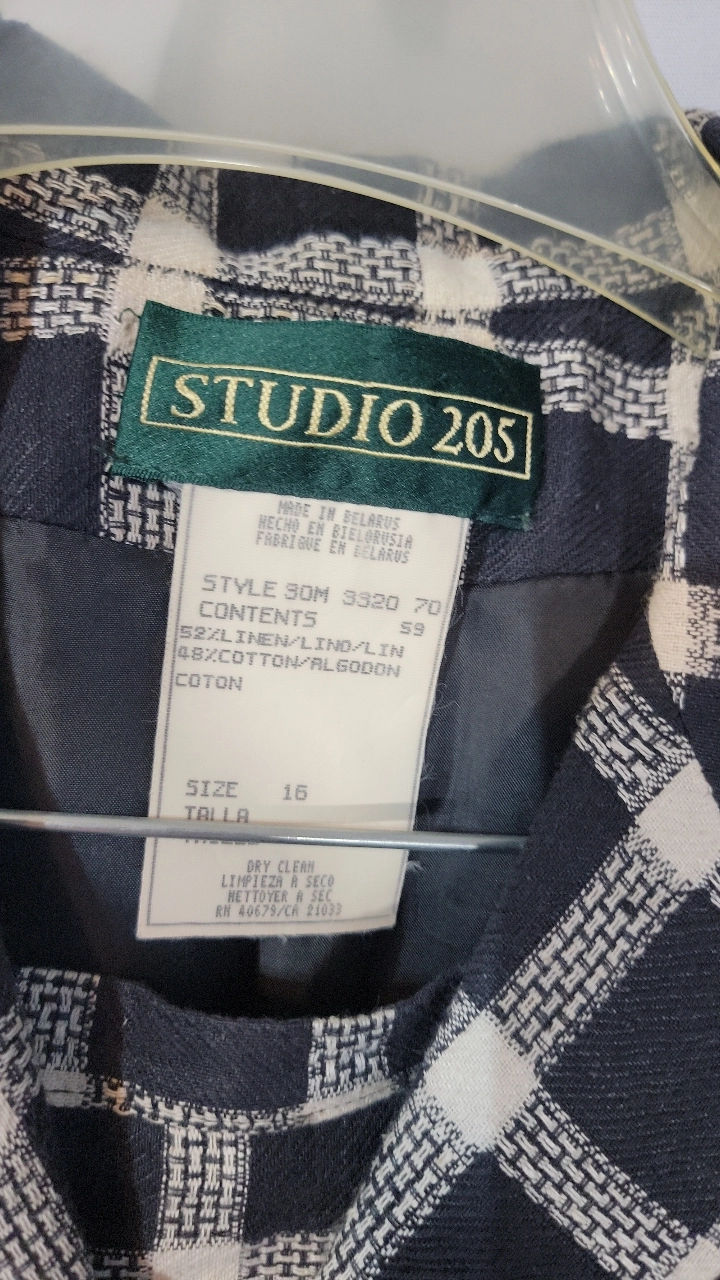 STUDIO 205
MADE IN BELARUS
HECHO EN BIELORUSIA
FABRIQUE EN BELARUS
STYLE 30M 3320 70
CONTENTS 59
52%LINEN/LINO/LIN
48%COTTON/ALGODON
COTON
SIZE 16
TALLA
DRY CLEAN
LIMPIEZA A SECO
NETTOYER A SEC
RN 40679/CA 21033